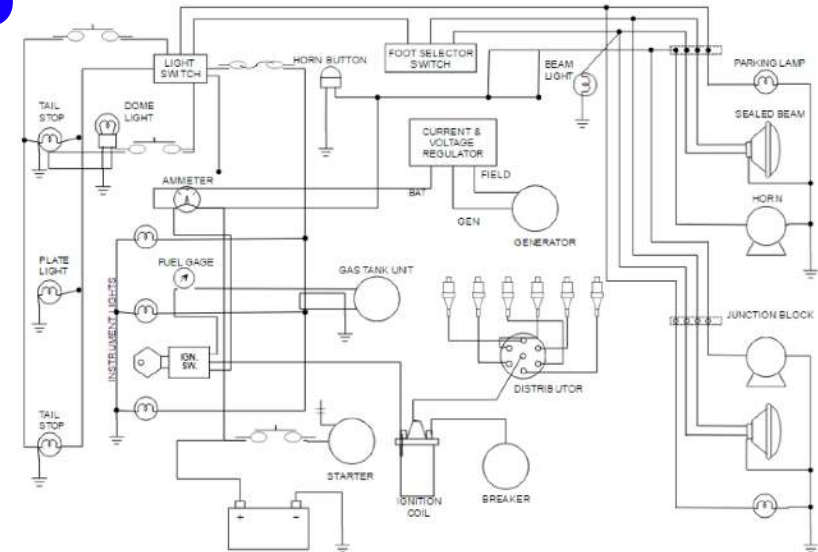 LIGHT
SWITCH
HORN BUTTON
FOOT SELECTOR
SWITCH
BEAM
LIGHT
PARKING LAMP
TAIL
STOP
DOME
LIGHT
SEALED BEAM
CURRENT &
VOLTAGE
REGULATOR
FIELD
BAT
GEN
GENERATOR
AMMETER
HORN
PLATE
LIGHT
FUEL GAGE
GAS TANK UNIT
INSTRUMENT LIGHTS
JUNCTION BLOCK
IGN.
SW.
DISTRIBUTOR
TAIL
STOP
STARTER
IGNITION
COIL
BREAKER
+
-